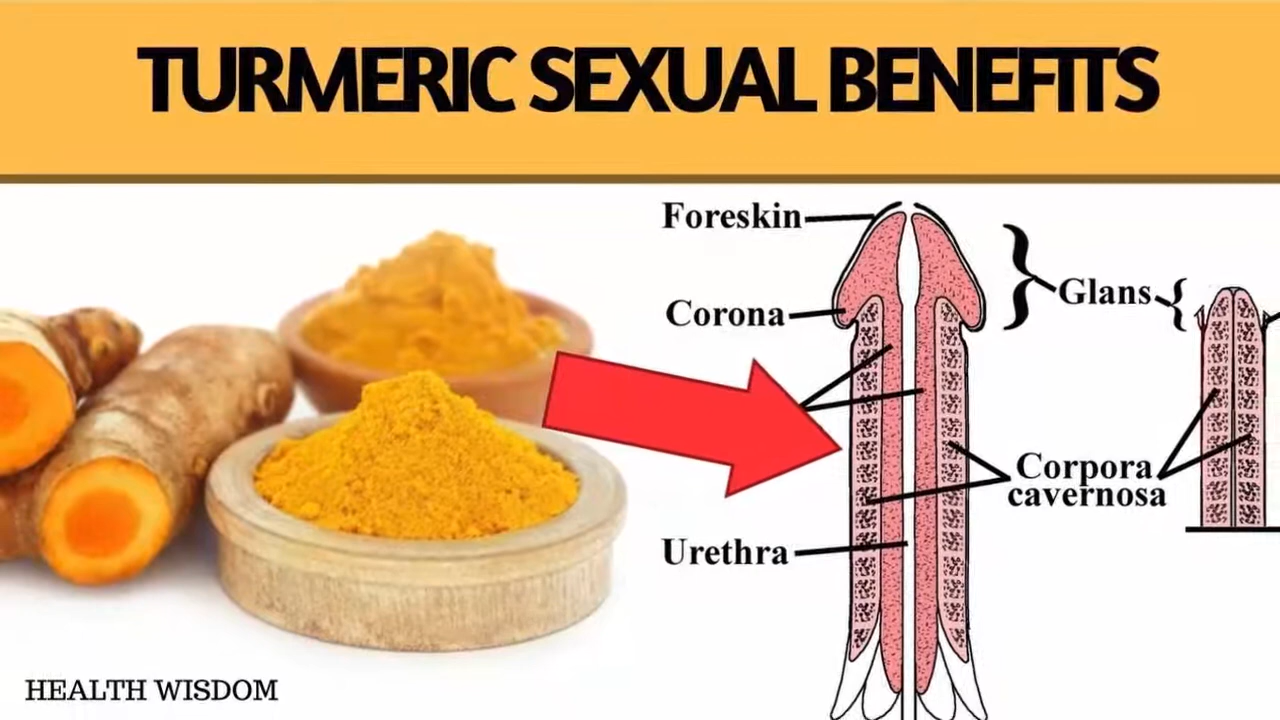 TURMERIC SEXUAL BENEFITS
Foreskin
Corona
Glans
Corpora
cavernosa
Urethra
HEALTH WISDOM